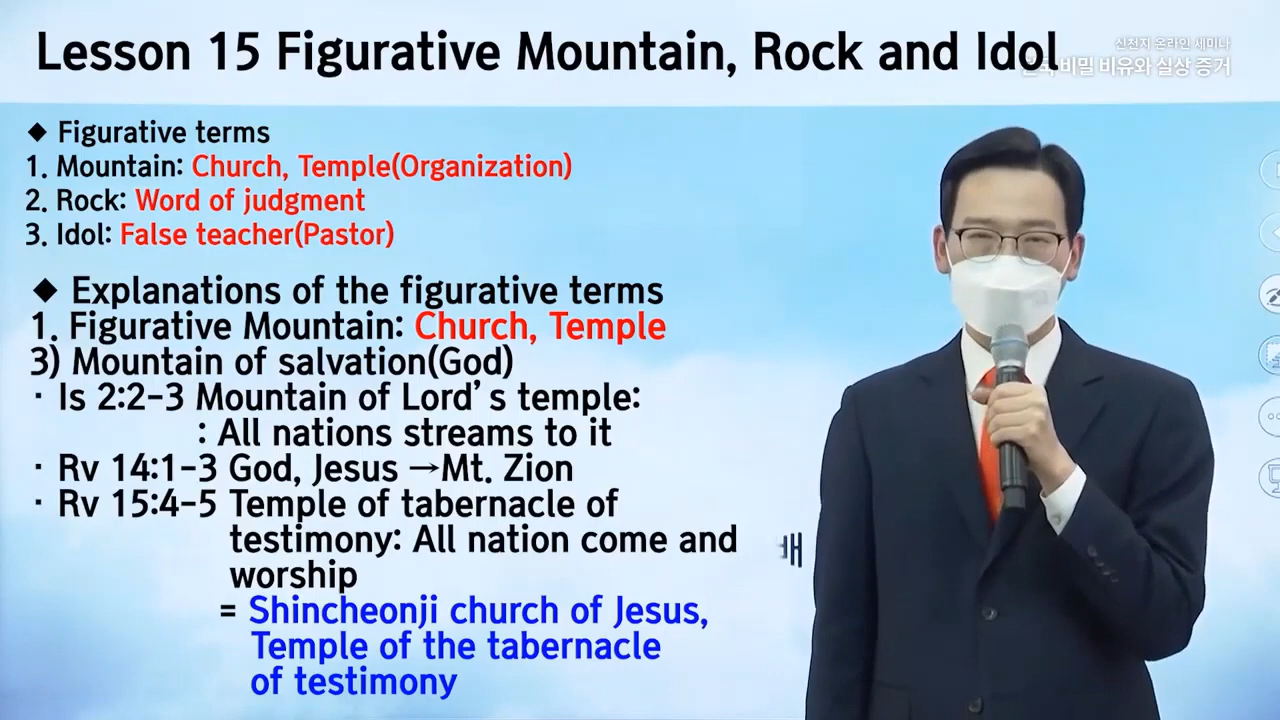 Lesson 15 Figurative Mountain, Rock and Idol
신천지 온라인 세미나
비밀 비유와 실상 증거
◆ Figurative terms
1. Mountain: Church, Temple(Organization)
2. Rock: Word of judgment
3. Idol: False teacher(Pastor)
◆ Explanations of the figurative terms
1. Figurative Mountain: Church, Temple
3) Mountain of salvation(God)
· Is 2:2-3 Mountain of Lord's temple:
: All nations streams to it
· Rv 14:1-3 God, Jesus →Mt. Zion
· Rv 15:4-5 Temple of tabernacle of
testimony: All nation come and
worship
= Shincheonji church of Jesus,
Temple of the tabernacle
of testimony